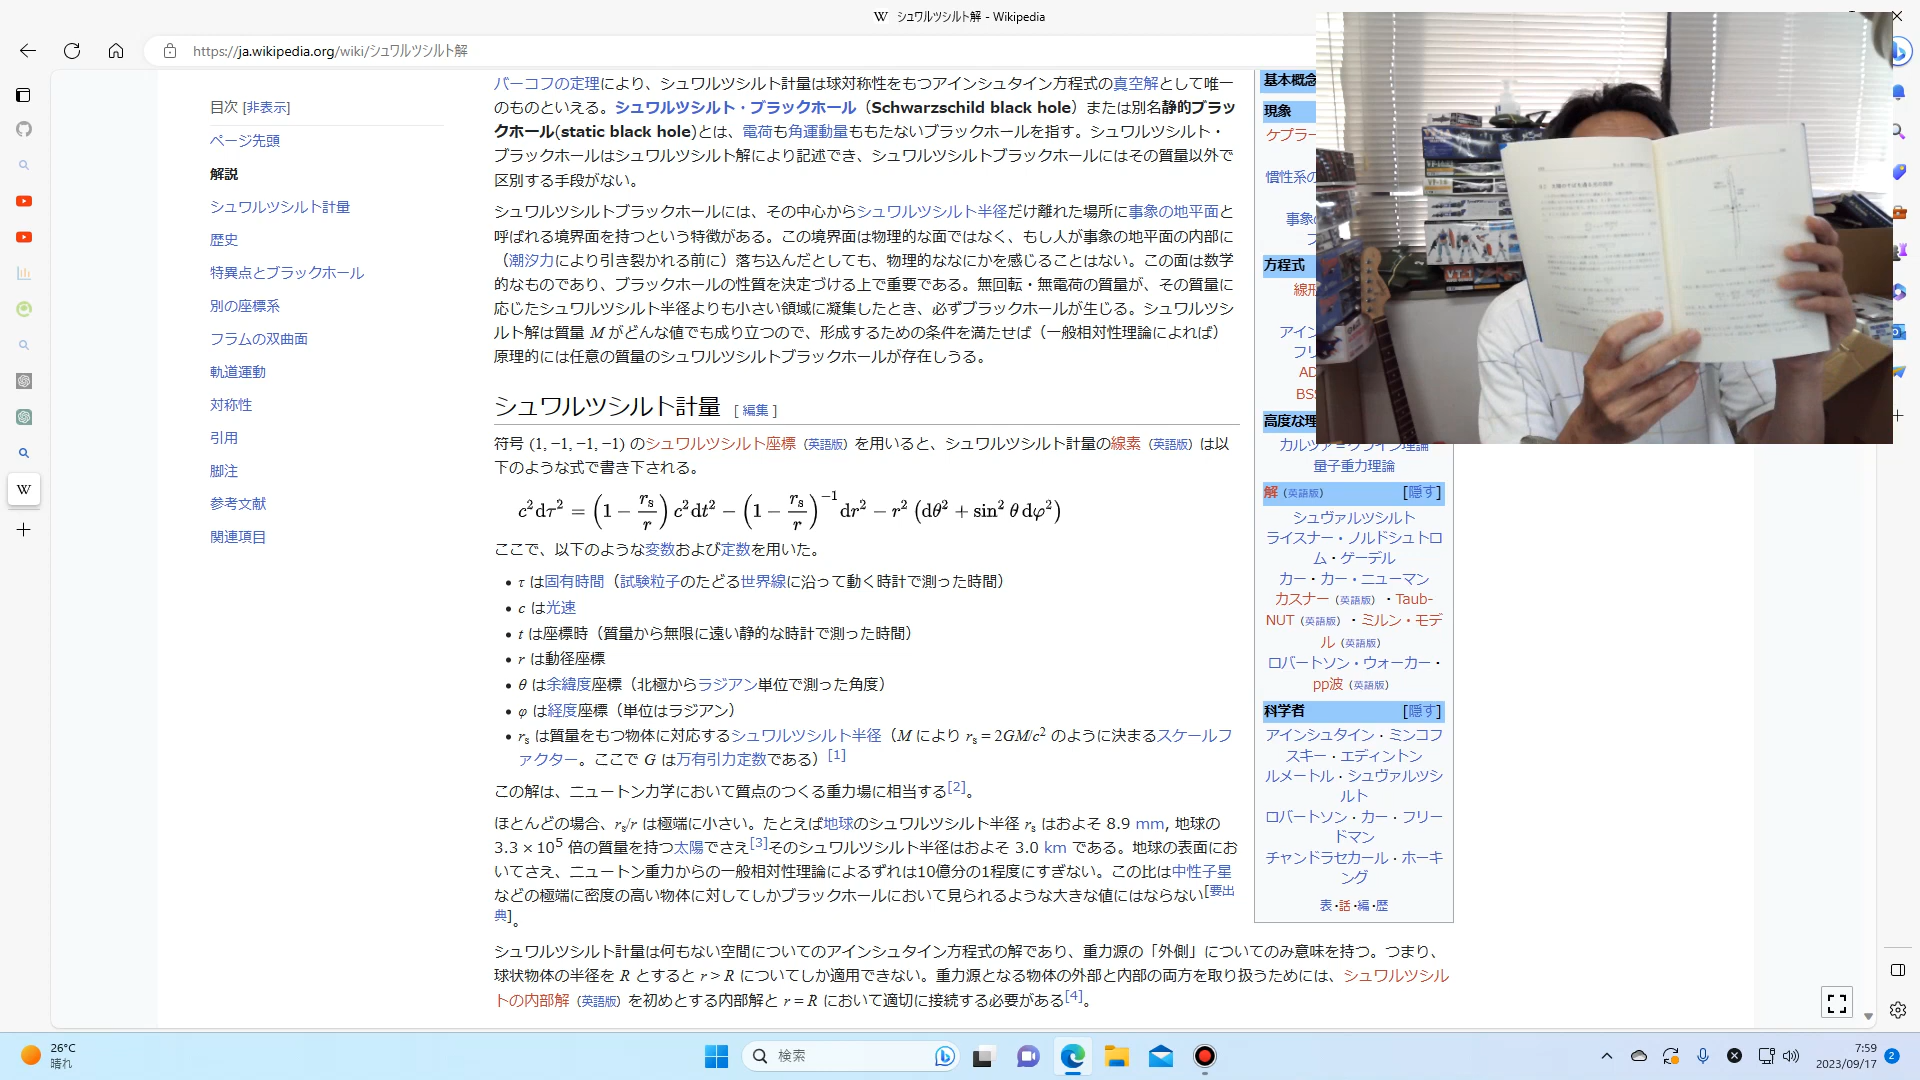 シュワルツシルト解 - Wikipedia
https://ja.wikipedia.org/wiki/シュワルツシルト解
目次 [非表示]
ページ先頭
解説
シュワルツシルト計量
歴史
特異点とブラックホール
別の座標系
フラムの双曲面
軌道運動
対称性
引用
脚注
参考文献
関連項目
バーコフの定理により、シュワルツシルト計量は球対称性をもつアインシュタイン方程式の真空解として唯一
のものといえる。シュワルツシルト・ブラックホール（Schwarzschild black hole）または別名静的ブラッ
クホール(static black hole)とは、電荷も角運動量ももたないブラックホールを指す。シュワルツシルト・
ブラックホールはシュワルツシルト解により記述でき、シュワルツシルトブラックホールにはその質量以外で
区別する手段がない。
シュワルツシルトブラックホールには、その中心からシュワルツシルト半径だけ離れた場所に事象の地平面と
呼ばれる境界面を持つという特徴がある。この境界面は物理的な面ではなく、もし人が事象の地平面の内部に
（潮汐力により引き裂かれる前に）落ち込んだとしても、物理的ななにかを感じることはない。この面は数学
的なものであり、ブラックホールの性質を決定づける上で重要である。無回転・無電荷の質量が、その質量に
応じたシュワルツシルト半径よりも小さい領域に凝集したとき、必ずブラックホールが生じる。シュワルツシ
ルト解は質量 M がどんな値でも成り立つので、形成するための条件を満たせば（一般相対性理論によれば）
原理的には任意の質量のシュワルツシルトブラックホールが存在しうる。
シュワルツシルト計量 [ 編集 ]
符号 (1, −1, −1, −1) のシュワルツシルト座標（英語版）を用いると、シュワルツシルト計量の線素（英語版）は以
下のような式で書き下される。
c²dτ² = (1 − rs/r) c²dt² − (1 − rs/r)⁻¹ dr² − r² (dθ² + sin² θ dφ²)
ここで、以下のような変数および定数を用いた。
• τ は固有時間（試験粒子のたどる世界線に沿って動く時計で測った時間）
• c は光速
• t は座標時（質量から無限に遠い静的な時計で測った時間）
• r は動径座標
• θ は余緯度座標（北極からラジアン単位で測った角度）
• φ は経度座標（単位はラジアン）
• rs は質量をもつ物体に対応するシュワルツシルト半径（M により rs = 2GM/c² のように決まるスケールフ
ァクター。ここで G は万有引力定数である）[1]
この解は、ニュートン力学において質点のつくる重力場に相当する[2]。
ほとんどの場合、rs/r は極端に小さい。たとえば地球のシュワルツシルト半径 rs はおよそ 8.9 mm, 地球の
3.3 × 10⁵ 倍の質量を持つ太陽でさえ[3]そのシュワルツシルト半径はおよそ 3.0 km である。地球の表面にお
いてさえ、ニュートン重力からの一般相対性理論によるずれは10億分の1程度にすぎない。この比は中性子星
などの極端に密度の高い物体に対してしかブラックホールにおいて見られるような大きな値にはならない[要出
典]。
シュワルツシルト計量は何もない空間についてのアインシュタイン方程式の解であり、重力源の「外側」についてのみ意味を持つ。つまり、
球状物体の半径を R とすると r > R についてしか適用できない。重力源となる物体の外部と内部の両方を取り扱うためには、シュワルツシル
トの内部解（英語版）を初めとする内部解と r = R において適切に接続する必要がある[4]。
基本概念
現象
ケプラー
慣性系の
事象の
ブ
方程式
線形
アイン
フリ
AD
BSS
高度な理
カルツァ＝クライン理論
量子重力理論
解（英語版） [隠す]
シュヴァルツシルト
ライスナー・ノルドシュトロ
ム・ゲーデル
カー・カー・ニューマン
カスナー（英語版）・Taub-
NUT（英語版）・ミルン・モデ
ル（英語版）
ロバートソン・ウォーカー・
pp波（英語版）
科学者 [隠す]
アインシュタイン・ミンコフ
スキー・エディントン
ルメートル・シュヴァルツシ
ルト
ロバートソン・カー・フリー
ドマン
チャンドラセカール・ホーキ
ング
表・話・編・歴
VT-1
26°C
晴れ
検索
7:59
2023/09/17
2